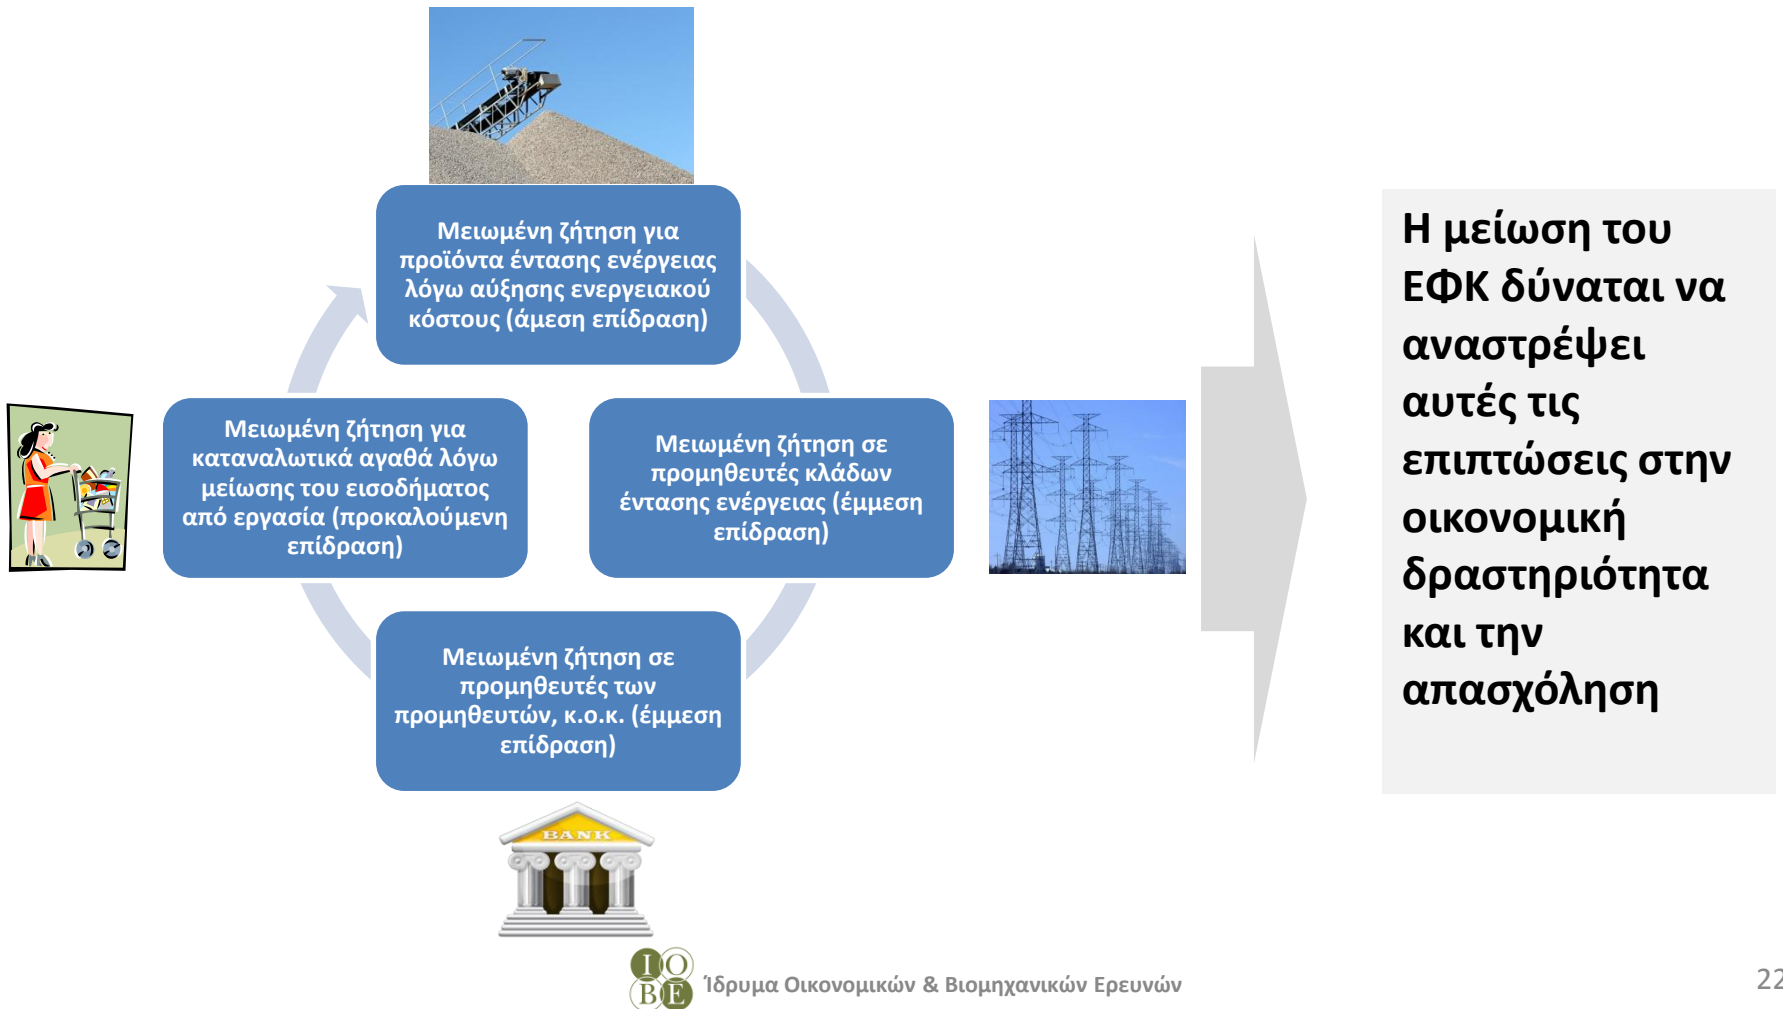 Μειωμένη ζήτηση για
προϊόντα έντασης ενέργειας
λόγω αύξησης ενεργειακού
κόστους (άμεση επίδραση)
Μειωμένη ζήτηση για
καταναλωτικά αγαθά λόγω
μείωσης του εισοδήματος
από εργασία (προκαλούμενη
επίδραση)
Μειωμένη ζήτηση σε
προμηθευτές κλάδων
έντασης ενέργειας (έμμεση
επίδραση)
Μειωμένη ζήτηση σε
προμηθευτές των
προμηθευτών, κ.ο.κ. (έμμεση
επίδραση)
BANK
Η μείωση του
ΕΦΚ δύναται να
αναστρέψει
αυτές τις
επιπτώσεις στην
οικονομική
δραστηριότητα
και την
απασχόληση
ΙΟ
ΒΕ
Ίδρυμα Οικονομικών & Βιομηχανικών Ερευνών
22